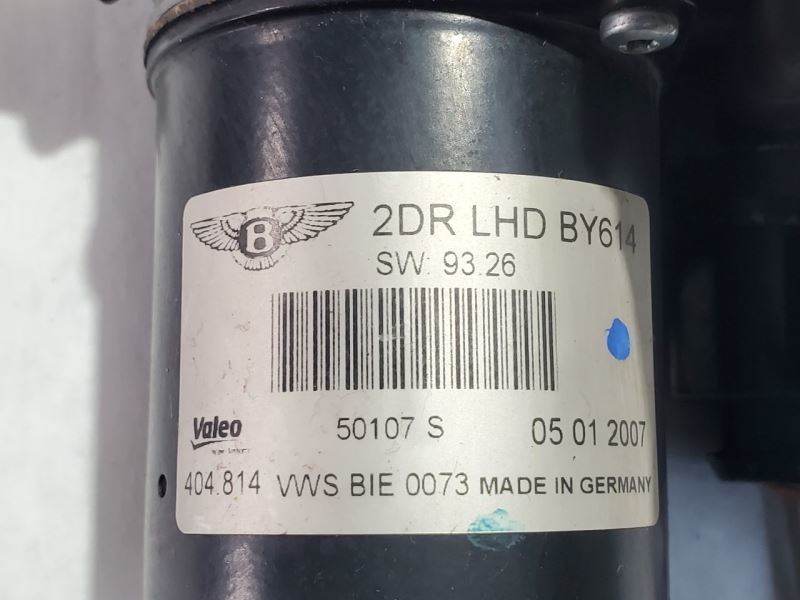 B
2DR LHD BY614
SW: 93.26
Valeo
50107 S
05 01 2007
404.814 VWS BIE 0073 MADE IN GERMANY